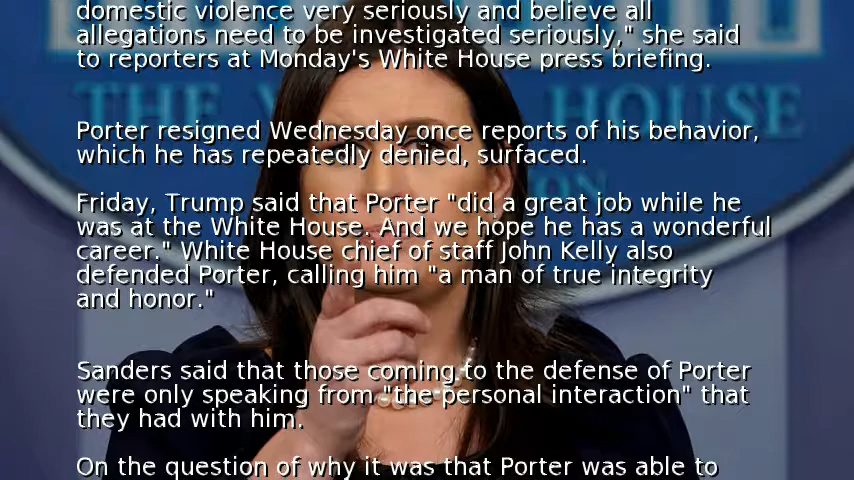 domestic violence very seriously and believe all
allegations need to be investigated seriously," she said
to reporters at Monday's White House press briefing.
THE HOUSE
Porter resigned Wednesday once reports of his behavior,
which he has repeatedly denied, surfaced.
Friday, Trump said that Porter "did a great job while he
was at the White House. And we hope he has a wonderful
career." White House chief of staff John Kelly also
defended Porter, calling him "a man of true integrity
and honor."
Sanders said that those coming to the defense of Porter
were only speaking from "the personal interaction" that
they had with him.
On the question of why it was that Porter was able to